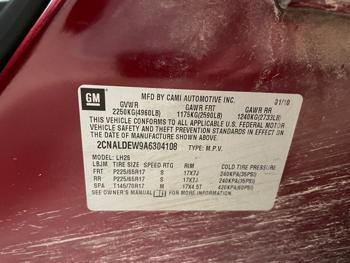 GM
MFD BY CAMI AUTOMOTIVE INC.
01/10
GVWR GAWR FRT GAWR RR
2250KG(4960LB) 1175KG(2590LB) 1240KG(2733LB)
THIS VEHICLE CONFORMS TO ALL APPLICABLE U.S. FEDERAL MOTOR
VEHICLE SAFETY AND THEFT PREVENTION STANDARDS IN EFFECT ON
THE DATE OF MANUFACTURE SHOWN ABOVE.
2CNALDEW9A6304108 TYPE: M.P.V.
MODEL: LH26
LBJM TIRE SIZE SPEED RTG RIM COLD TIRE PRESSURE
FRT P225/65R17 S 17X7J 240KPA(35PSI)
RR P225/65R17 S 17X7J 240KPA(35PSI)
SPA T145/70R17 M 17X4.5T 420KPA(60PSI)
SEE OWNER'S MANUAL FOR MORE INFORMATION.